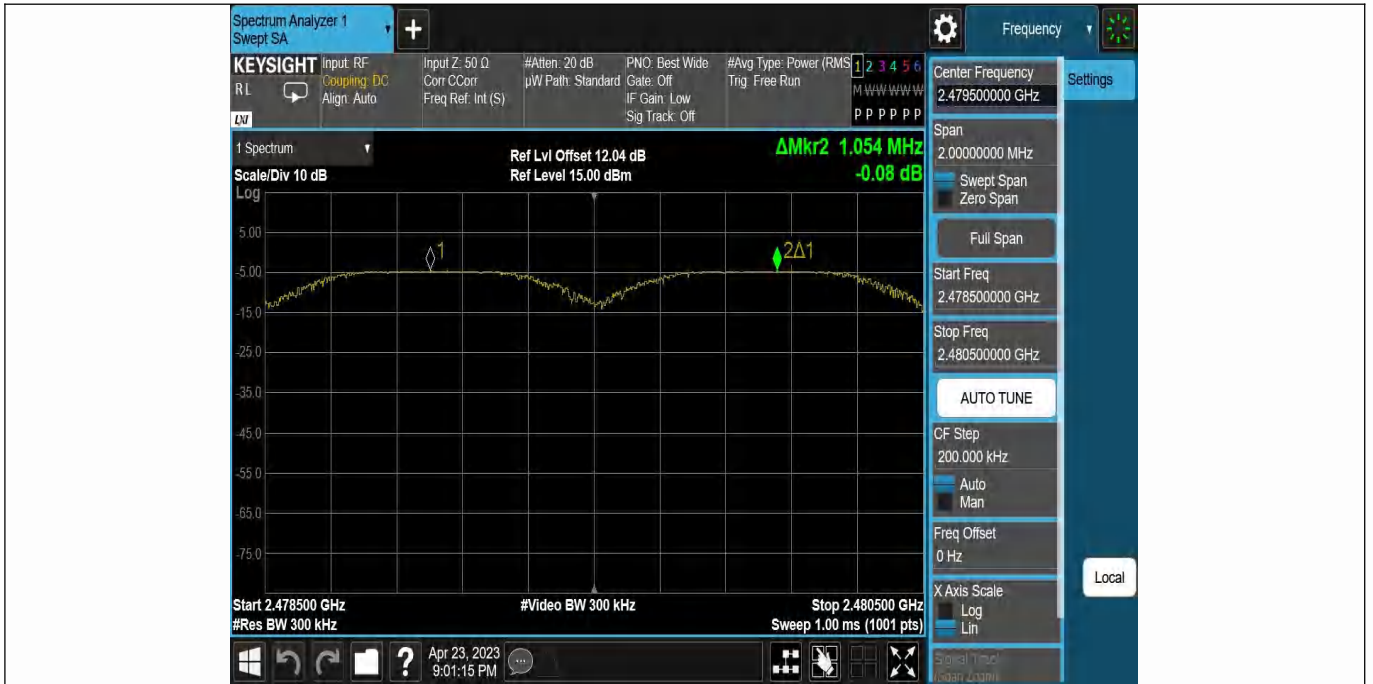 Spectrum Analyzer 1
Swept SA
Frequency
KEYSIGHT
RL
LXI
Input: RF
Coupling: DC
Align: Auto
Input Z: 50 Ω
Corr CCorr
Freq Ref: Int (S)
#Atten: 20 dB
µW Path: Standard
PNO: Best Wide
Gate: Off
IF Gain: Low
Sig Track: Off
#Avg Type: Power (RMS
Trig: Free Run
1 2 3 4 5 6
M W W W W W
P P P P P P
1 Spectrum
Scale/Div 10 dB
Ref Lvl Offset 12.04 dB
Ref Level 15.00 dBm
ΔMkr2 1.054 MHz
-0.08 dB
Log
5.00
-5.00
-15.0
-25.0
-35.0
-45.0
-55.0
-65.0
-75.0
1
2Δ1
Start 2.478500 GHz
#Res BW 300 kHz
#Video BW 300 kHz
Stop 2.480500 GHz
Sweep 1.00 ms (1001 pts)
Center Frequency
2.479500000 GHz
Settings
Span
2.00000000 MHz
Swept Span
Zero Span
Full Span
Start Freq
2.478500000 GHz
Stop Freq
2.480500000 GHz
AUTO TUNE
CF Step
200.000 kHz
Auto
Man
Freq Offset
0 Hz
X Axis Scale
Log
Lin
Signal Track
(Span Zoom)
Local
?
Apr 23, 2023
9:01:15 PM